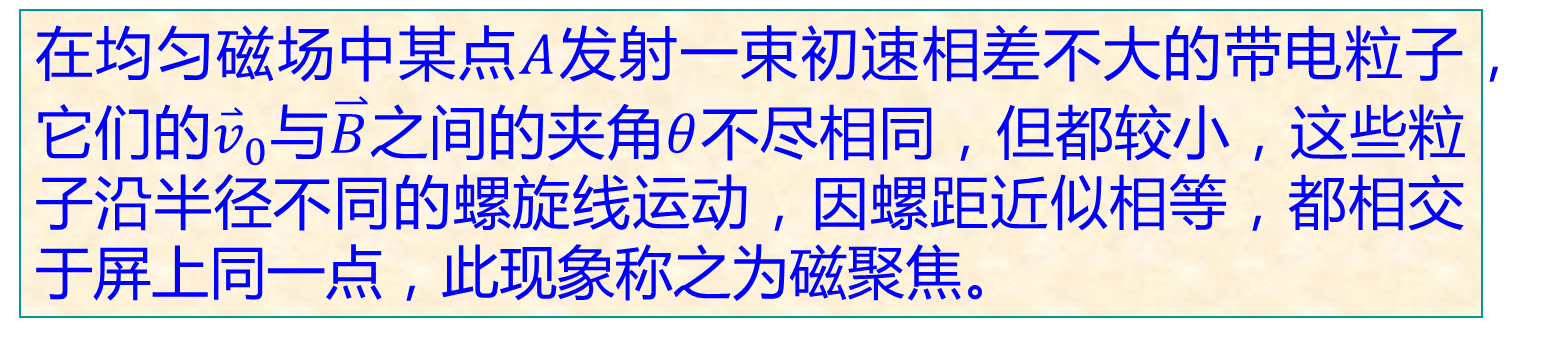 在均匀磁场中某点A发射一束初速相差不大的带电粒子，
它们的v⃗₀与B⃗之间的夹角θ不尽相同，但都较小，这些粒
子沿半径不同的螺旋线运动，因螺距近似相等，都相交
于屏上同一点，此现象称之为磁聚焦。